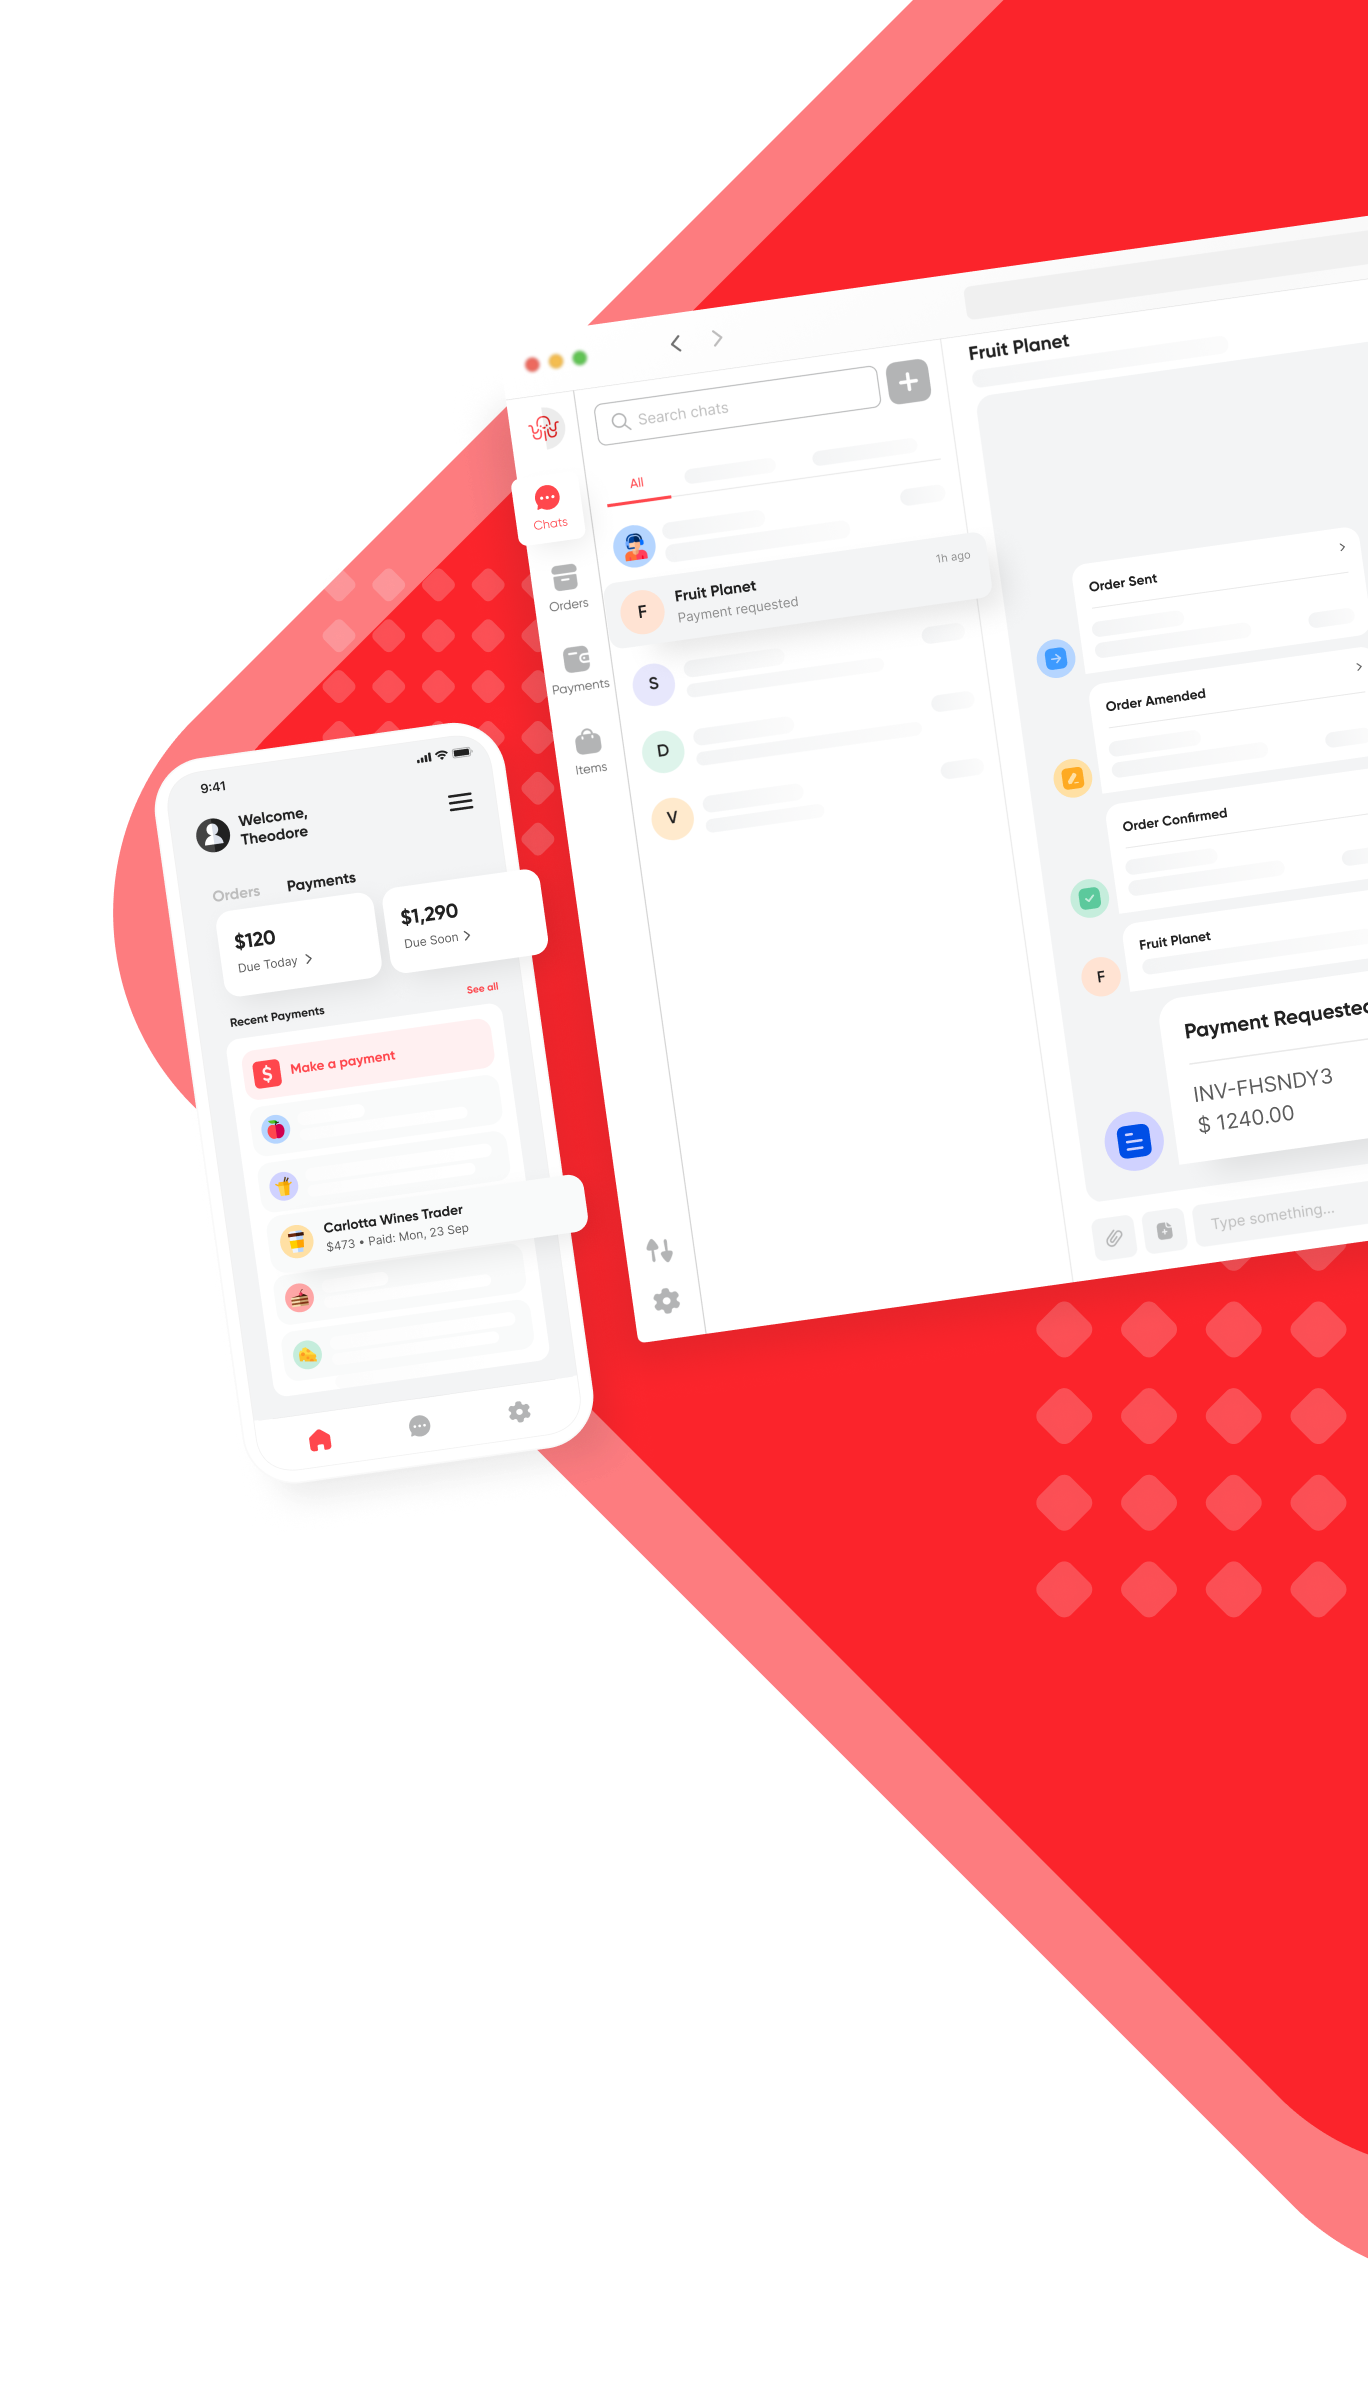 Search chats
All
Chats
Orders
Payments
Items
Fruit Planet
1h ago
F
Fruit Planet
Payment requested
S
D
V
Order Sent
Order Amended
Order Confirmed
F
Fruit Planet
Payment Requested
INV-FHSNDY3
$ 1240.00
Type something...
9:41
Welcome,
Theodore
Orders Payments
$120
Due Today
$1,290
Due Soon
Recent Payments
See all
$
Make a payment
Carlotta Wines Trader
$473 • Paid: Mon, 23 Sep